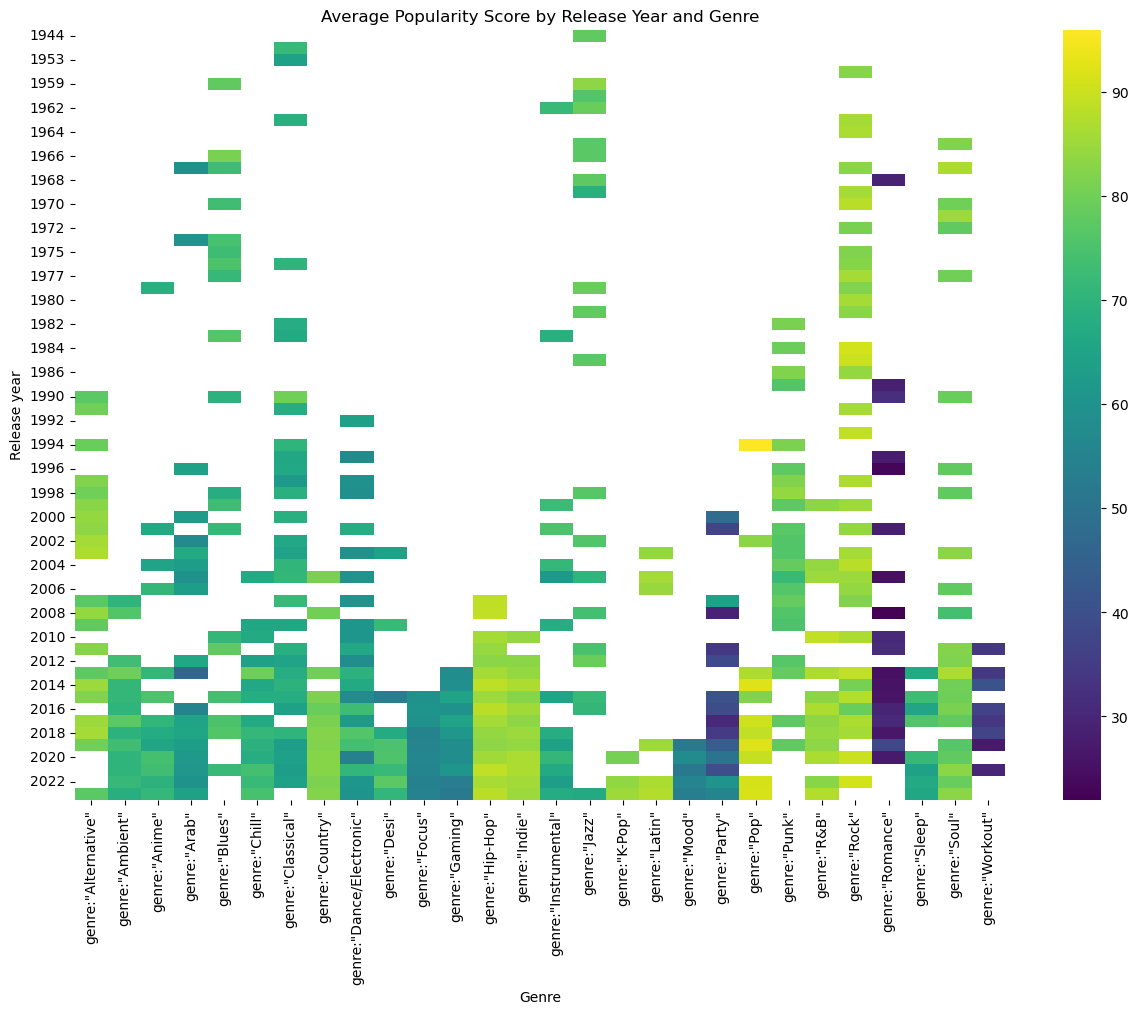 Average Popularity Score by Release Year and Genre
Release year
1944
1953
1959
1962
1964
1966
1968
1970
1972
1975
1977
1980
1982
1984
1986
1990
1992
1994
1996
1998
2000
2002
2004
2006
2008
2010
2012
2014
2016
2018
2020
2022
90
80
70
60
50
40
30
genre:"Alternative"
genre:"Ambient"
genre:"Anime"
genre:"Arab"
genre:"Blues"
genre:"Chill"
genre:"Classical"
genre:"Country"
genre:"Dance/Electronic"
genre:"Desi"
genre:"Focus"
genre:"Gaming"
genre:"Hip-Hop"
genre:"Indie"
genre:"Instrumental"
genre:"Jazz"
genre:"K-Pop"
genre:"Latin"
genre:"Mood"
genre:"Party"
genre:"Pop"
genre:"Punk"
genre:"R&B"
genre:"Rock"
genre:"Romance"
genre:"Sleep"
genre:"Soul"
genre:"Workout"
Genre